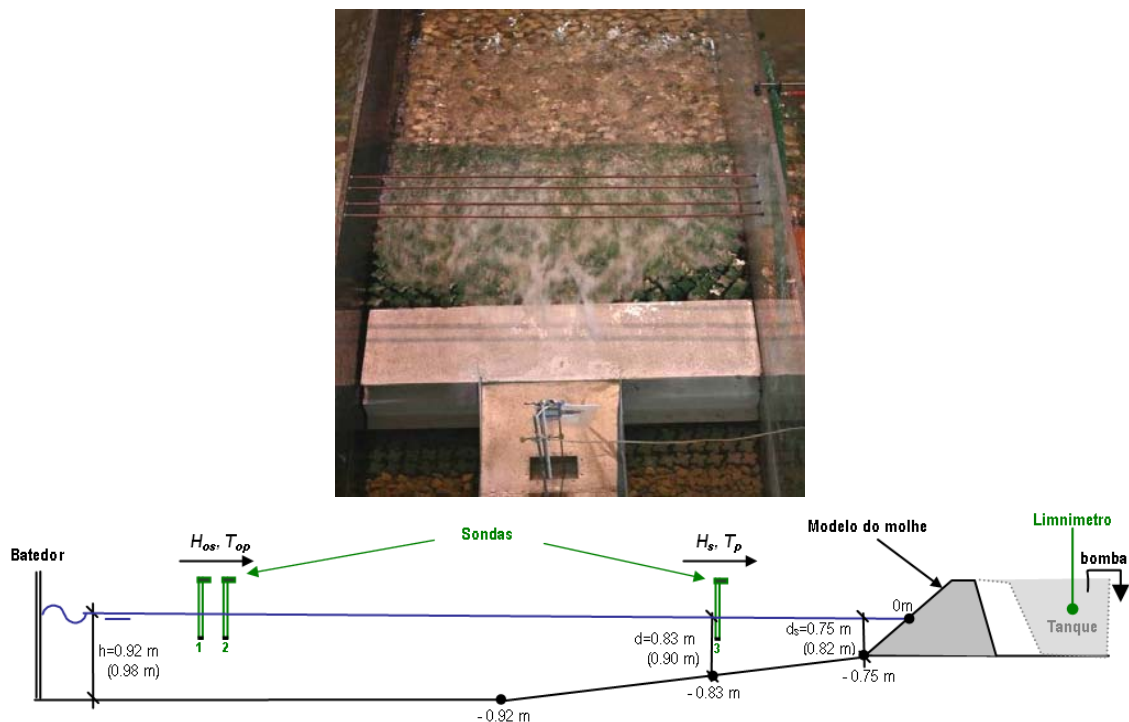 Batedor
Hos, Top
Sondas
Hs, Tp
Modelo do molhe
Limnimetro
bomba
0m
Tanque
1
2
3
h=0.92 m
(0.98 m)
d=0.83 m
(0.90 m)
ds=0.75 m
(0.82 m)
- 0.92 m
- 0.83 m
- 0.75 m